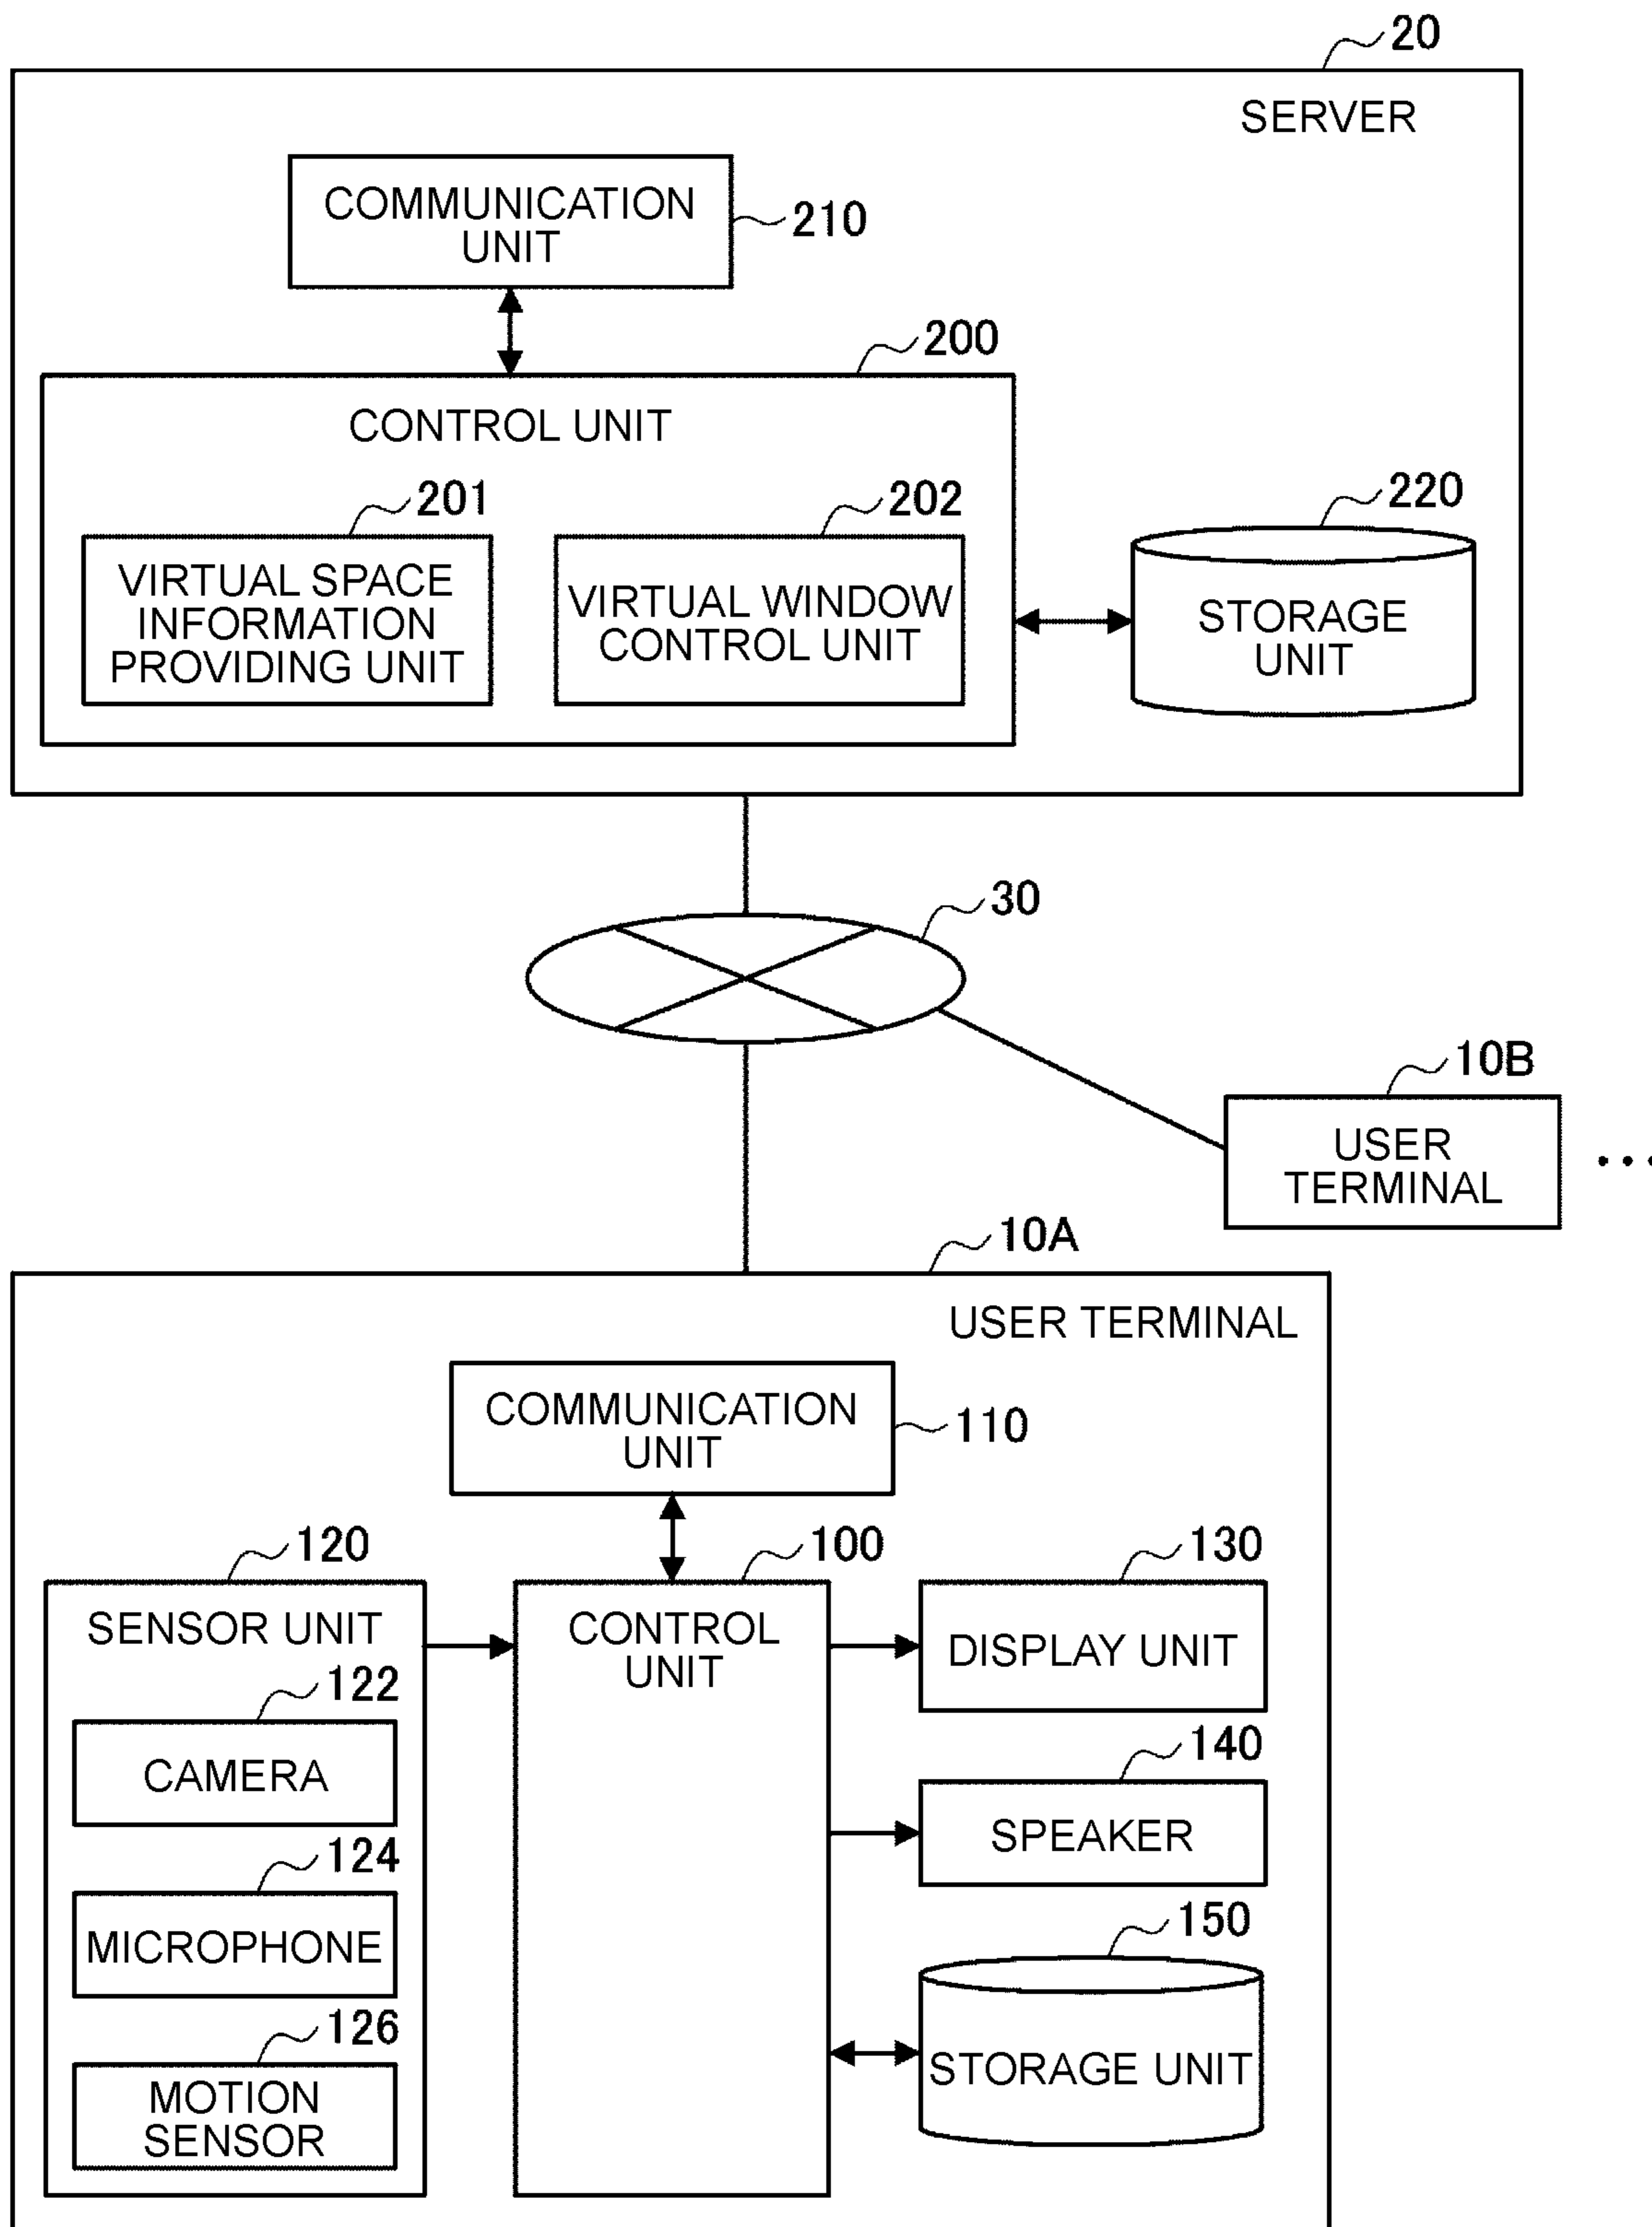 20
SERVER
COMMUNICATION
UNIT
210
200
CONTROL UNIT
201
202
220
VIRTUAL SPACE
INFORMATION
PROVIDING UNIT
VIRTUAL WINDOW
CONTROL UNIT
STORAGE
UNIT
30
10B
USER
TERMINAL
...
10A
USER TERMINAL
COMMUNICATION
UNIT
110
120
100
130
SENSOR UNIT
CONTROL
UNIT
DISPLAY UNIT
122
CAMERA
140
SPEAKER
124
MICROPHONE
150
STORAGE UNIT
126
MOTION
SENSOR